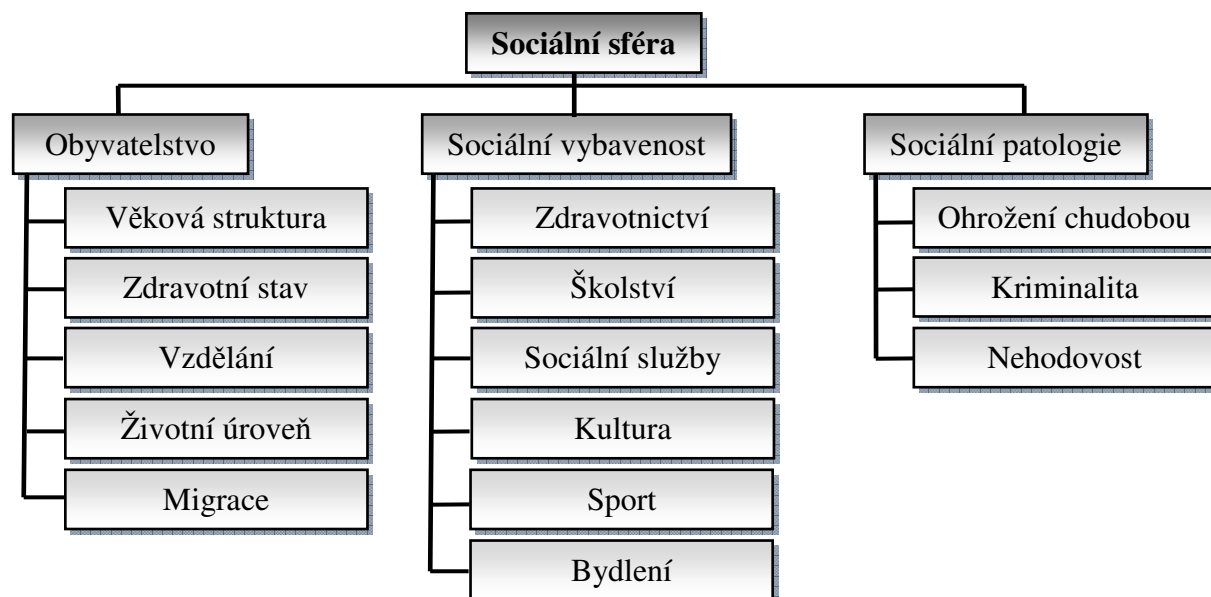 Sociální sféra
Obyvatelstvo
Věková struktura
Zdravotní stav
Vzdělání
Životní úroveň
Migrace
Sociální vybavenost
Zdravotnictví
Školství
Sociální služby
Kultura
Sport
Bydlení
Sociální patologie
Ohrožení chudobou
Kriminalita
Nehodovost